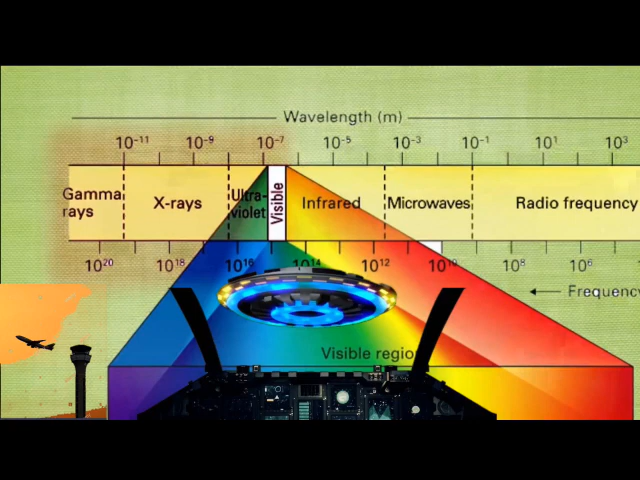 Wavelength (m)
10⁻¹¹ 10⁻⁹ 10⁻⁷ 10⁻⁵ 10⁻³ 10⁻¹ 10¹ 10³
Gamma rays X-rays Ultra-violet Visible Infrared Microwaves Radio frequency
10²⁰ 10¹⁸ 10¹⁶ 10¹⁴ 10¹² 10¹⁰ 10⁸ 10⁶
Frequency
Visible region